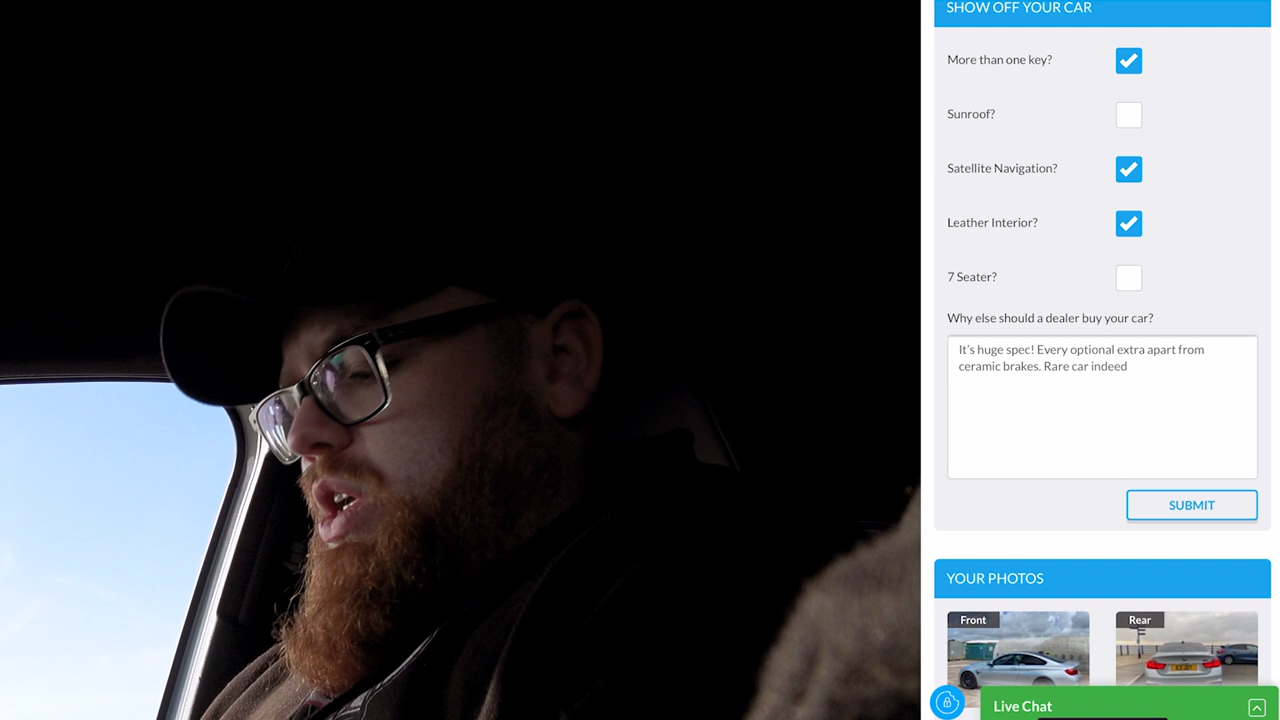 SHOW OFF YOUR CAR
More than one key?
Sunroof?
Satellite Navigation?
Leather Interior?
7 Seater?
Why else should a dealer buy your car?
It's huge spec! Every optional extra apart from
ceramic brakes. Rare car indeed
SUBMIT
YOUR PHOTOS
Front
Rear
Live Chat